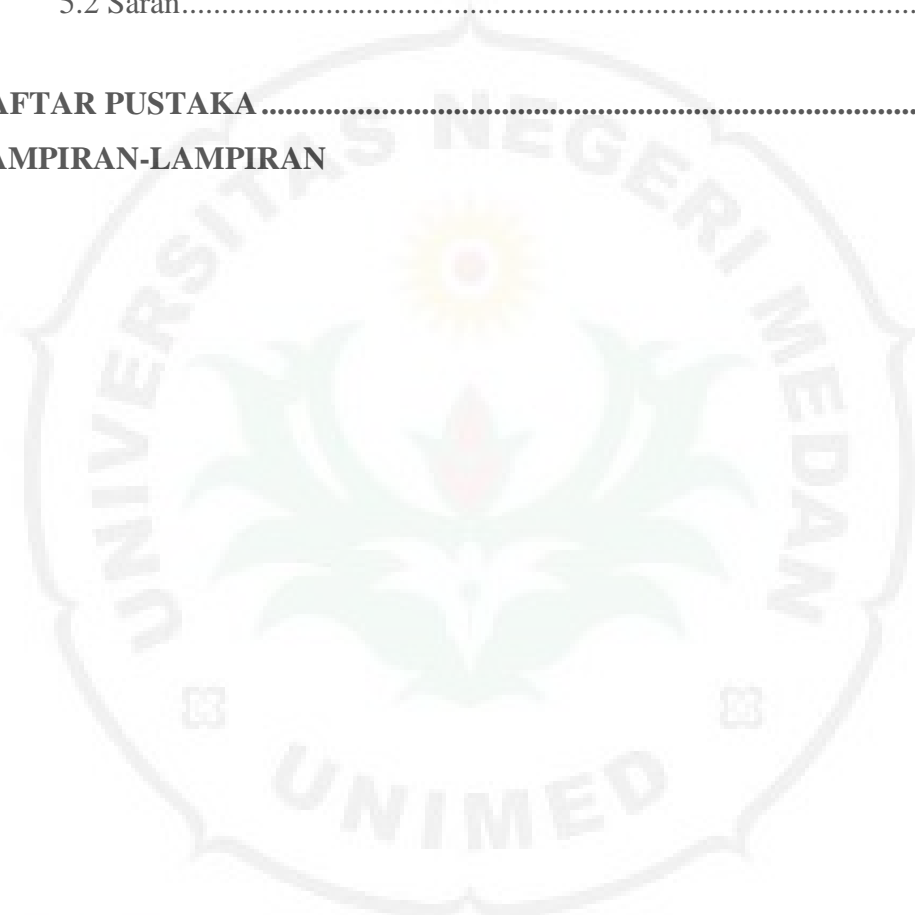 5.2 Saran..........................................................................................
AFTAR PUSTAKA ...................................................................................
AMPIRAN-LAMPIRAN
UNIVERSITAS NEGERI MEDAN
UNIMED